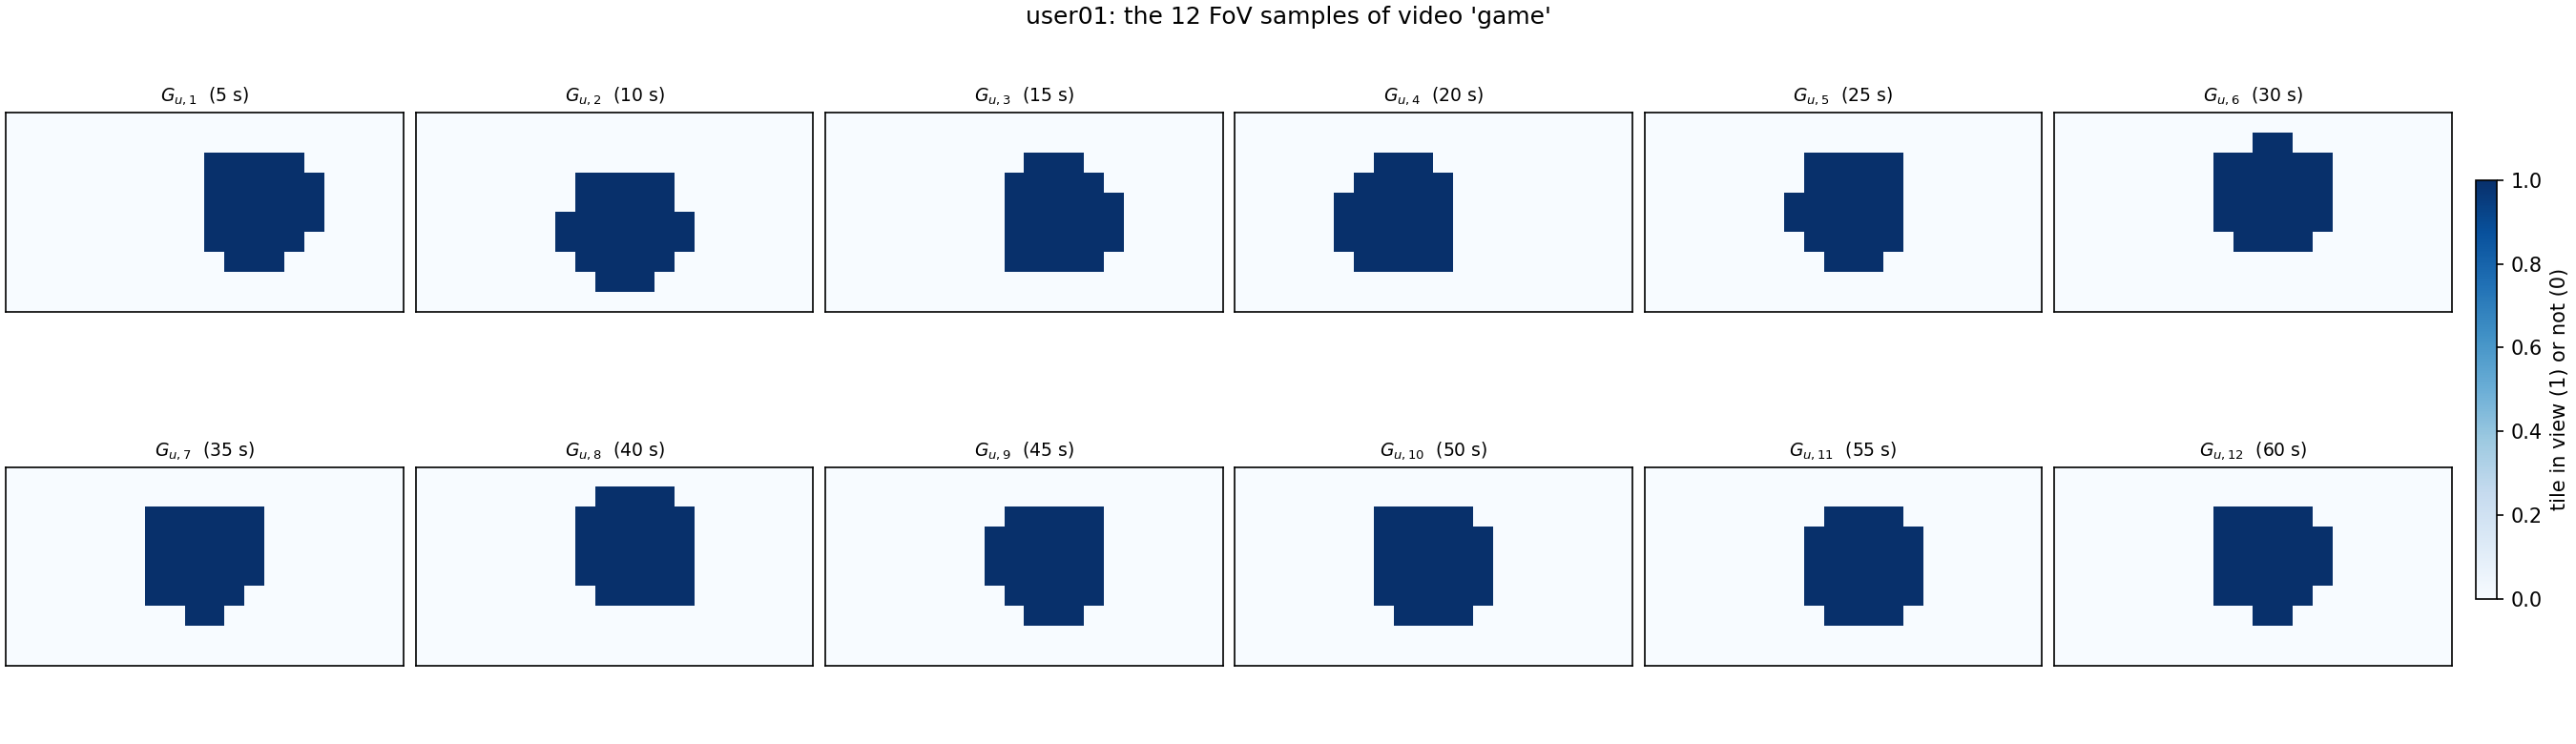 user01: the 12 FoV samples of video 'game'
G_{u,1} (5 s)
G_{u,2} (10 s)
G_{u,3} (15 s)
G_{u,4} (20 s)
G_{u,5} (25 s)
G_{u,6} (30 s)
G_{u,7} (35 s)
G_{u,8} (40 s)
G_{u,9} (45 s)
G_{u,10} (50 s)
G_{u,11} (55 s)
G_{u,12} (60 s)
1.0
0.8
0.6
0.4
0.2
0.0
tile in view (1) or not (0)